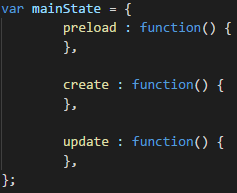 var mainState = {
        preload : function() {
        },

        create : function() {
        },

        update : function() {
        },
};